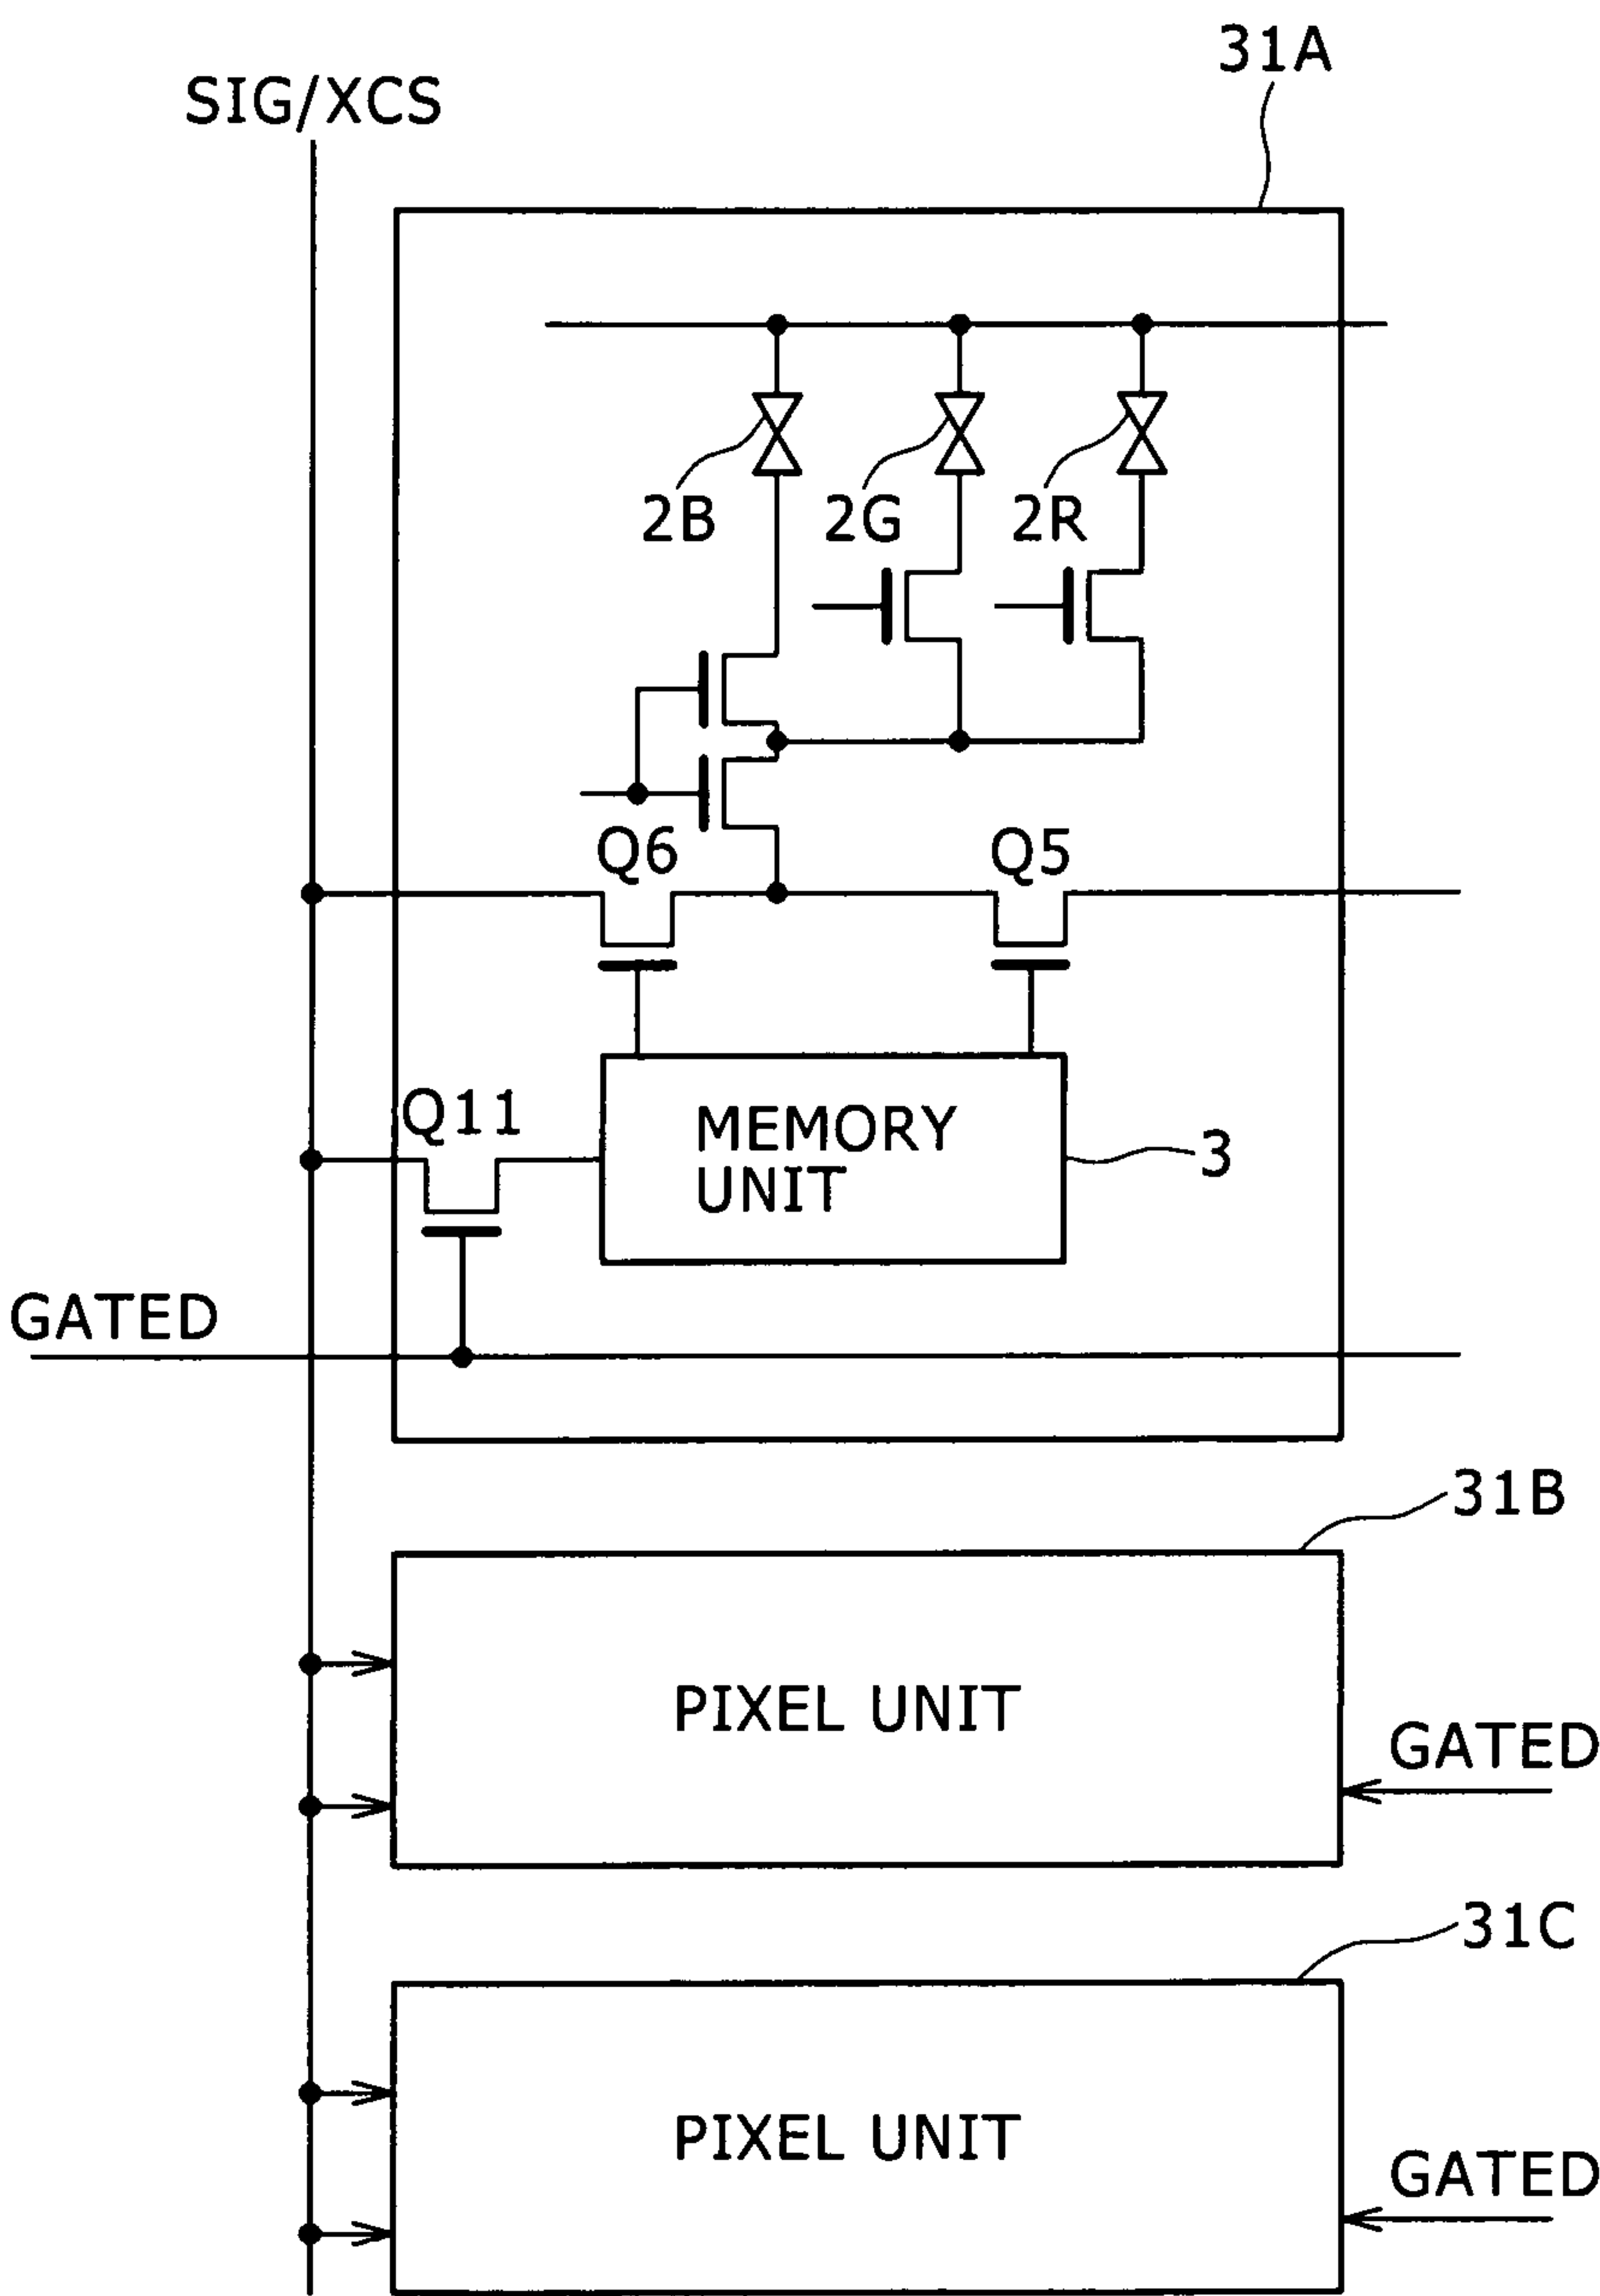 31A
SIG/XCS
2B
2G
2R
Q6
Q5
Q11
MEMORY
UNIT
3
GATED
31B
PIXEL UNIT
GATED
31C
PIXEL UNIT
GATED